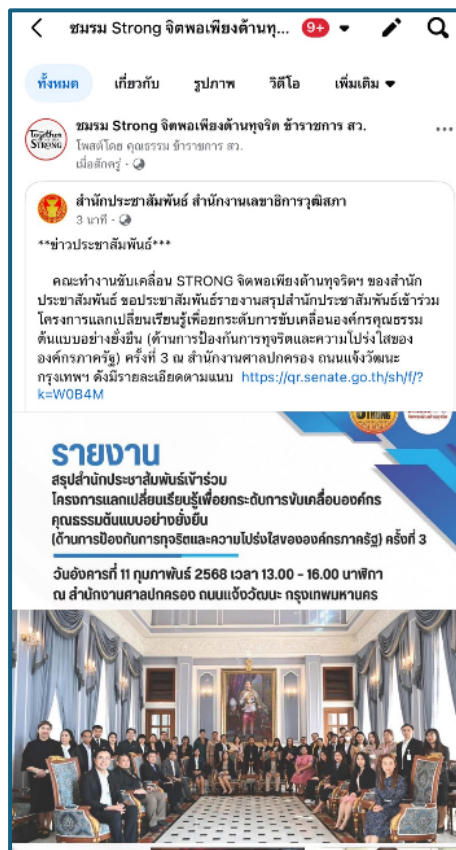 ชมรม Strong จิตพอเพียงด้านทุ... 9+
ทั้งหมด เกี่ยวกับ รูปภาพ วิดีโอ เพิ่มเติม
Together
STRONG
ชมรม Strong จิตพอเพียงต้านทุจริต ข้าราชการ สว.
โพสต์โดย คุณธรรม ข้าราชการ สว.
เมื่อสักครู่ ·
สำนักประชาสัมพันธ์ สำนักงานเลขาธิการวุฒิสภา
3 นาที ·
**ข่าวประชาสัมพันธ์***
คณะทำงานขับเคลื่อน STRONG จิตพอเพียงด้านทุจริตฯ ของสำนัก
ประชาสัมพันธ์ ขอประชาสัมพันธ์รายงานสรุปสำนักประชาสัมพันธ์เข้าร่วม
โครงการแลกเปลี่ยนเรียนรู้เพื่อยกระดับการขับเคลื่อนองค์กรคุณธรรม
ต้นแบบอย่างยั่งยืน (ด้านการป้องกันการทุจริตและความโปร่งใสของ
องค์กรภาครัฐ) ครั้งที่ 3 ณ สำนักงานศาลปกครอง ถนนแจ้งวัฒนะ
กรุงเทพฯ ดังมีรายละเอียดตามแนบ https://qr.senate.go.th/sh/f/?
k=W0B4M
STRONG
รายงาน
สรุปสำนักประชาสัมพันธ์เข้าร่วม
โครงการแลกเปลี่ยนเรียนรู้เพื่อยกระดับการขับเคลื่อนองค์กร
คุณธรรมต้นแบบอย่างยั่งยืน
(ด้านการป้องกันการทุจริตและความโปร่งใสขององค์กรภาครัฐ) ครั้งที่ 3
วันอังคารที่ 11 กุมภาพันธ์ 2568 เวลา 13.00 - 16.00 นาฬิกา
ณ สำนักงานศาลปกครอง ถนนแจ้งวัฒนะ กรุงเทพมหานคร